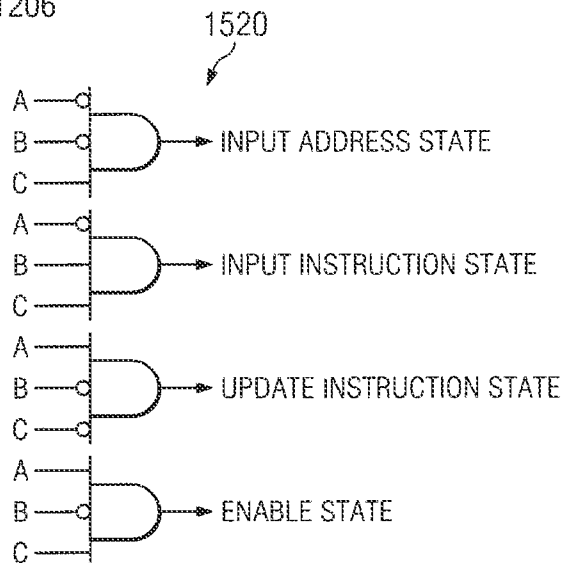 1206
1520
A
B
C
INPUT ADDRESS STATE
A
B
C
INPUT INSTRUCTION STATE
A
B
C
UPDATE INSTRUCTION STATE
A
B
C
ENABLE STATE